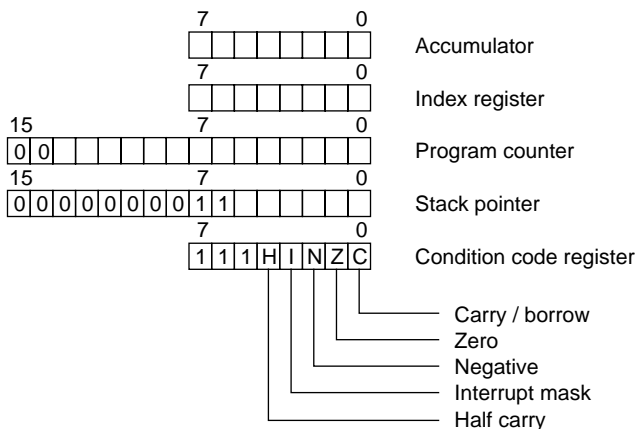 7 0
Accumulator
7 0
Index register
15 7 0
0 0 Program counter
15 7 0
0 0 0 0 0 0 0 0 1 1 Stack pointer
7 0
1 1 1 H I N Z C Condition code register
Carry / borrow
Zero
Negative
Interrupt mask
Half carry